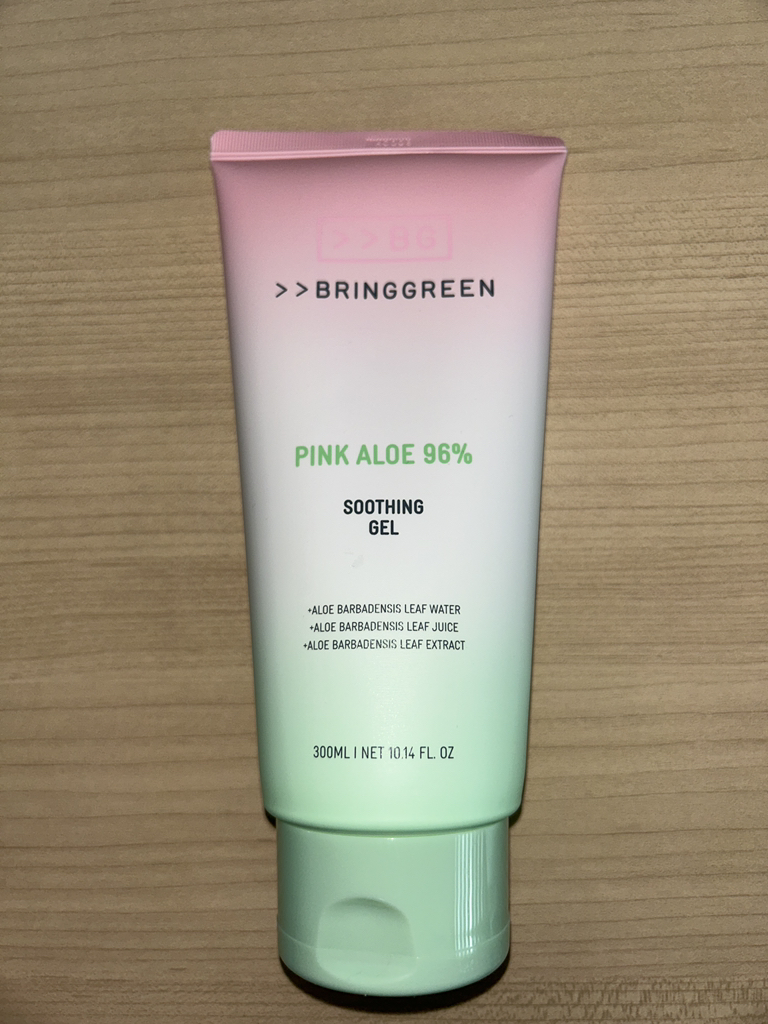 >>BG
>>BRINGGREEN
PINK ALOE 96%
SOOTHING
GEL
+ALOE BARBADENSIS LEAF WATER
+ALOE BARBADENSIS LEAF JUICE
+ALOE BARBADENSIS LEAF EXTRACT
300ML I NET 10.14 FL. OZ